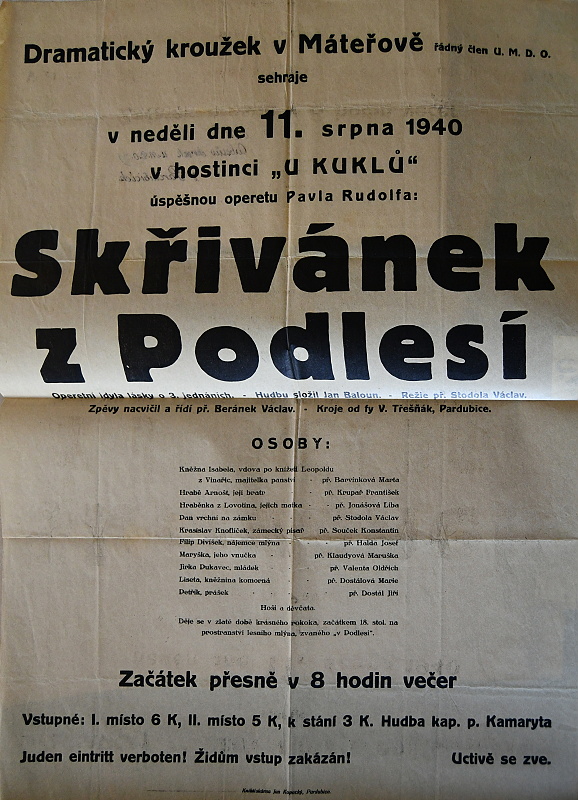 Dramatický kroužek v Máteřově řádný člen U. M. D. O.
sehraje
v neděli dne 11. srpna 1940
v hostinci „U KUKLŮ“
úspěšnou operetu Pavla Rudolfa:
Skřivánek
z Podlesí
Operetní idyla lásky o 3. jednáních. - Hudbu složil Jan Baloun. - Režie př. Stodola Václav.
Zpěvy nacvičil a řídí př. Beránek Václav. - Kroje od fy V. Třešňák, Pardubice.
OSOBY:
Kněžna Isabela, vdova po knížeti Leopoldu
z Vinařic, majitelka panství - př. Barvínková Marta
Hrabě Arnošt, její bratr - př. Krupař František
Hraběnka z Lovotína, jejich matka - př. Jonášová Liba
Dan vrchní na zámku - př. Stodola Václav
Krasislav Knoflíček, zámecký písař př. Souček Konstantin
Filip Divíšek, nájemce mlýna - př. Halda Josef
Maryška, jeho vnučka - př. Klaudyová Maruška
Jirka Dukavec, mládek - př. Valenta Oldřich
Liseta, kněžnina komorná - př. Dostálová Marie
Petřík, prášek - př. Dostál Jiří
Hoši a děvčata.
Děje se v zlaté době krásného rokoka, začátkem 18. stol. na
prostranství lesního mlýna, zvaného „v Podlesí“.
Začátek přesně v 8 hodin večer
Vstupné: I. místo 6 K, II. místo 5 K, k stání 3 K. Hudba kap. p. Kamaryta
Juden eintritt verboten! Židům vstup zakázán! Uctivě se zve.
Knihtiskárna Jan Kopecký, Pardubice.